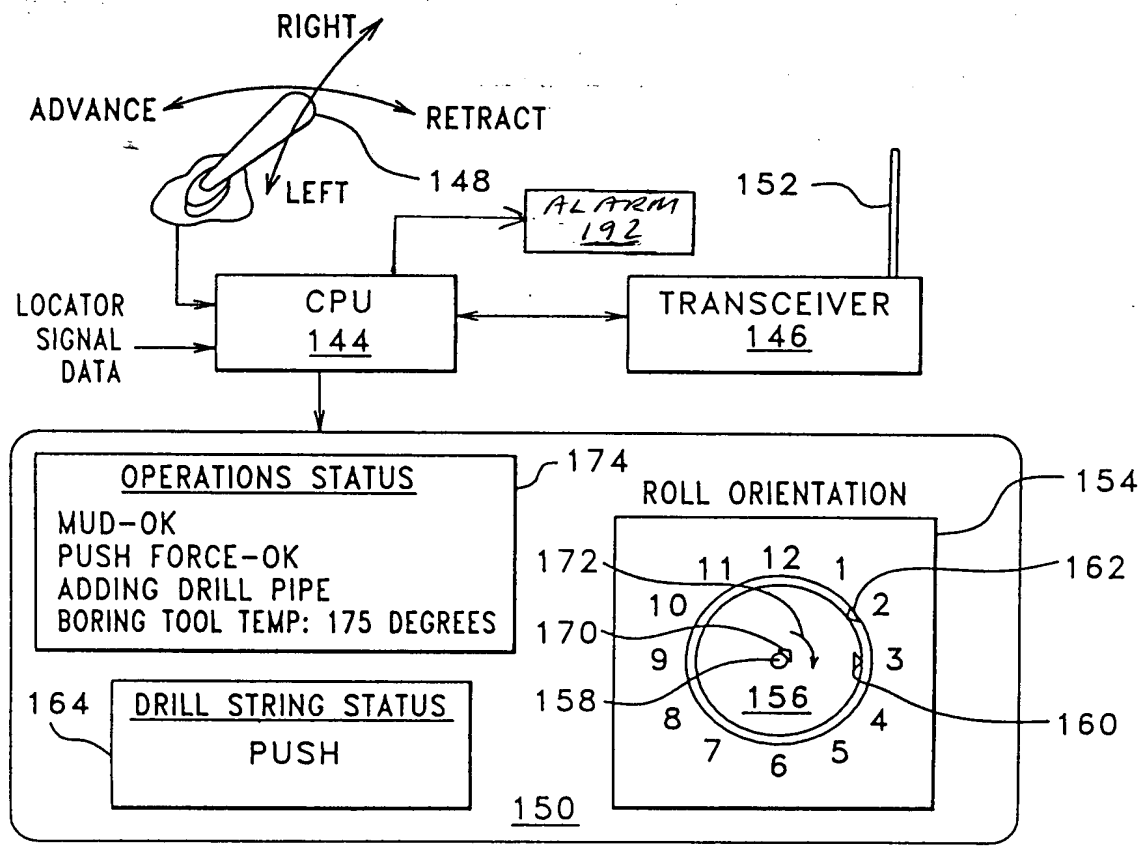 RIGHT
ADVANCE
RETRACT
LEFT
148
152
ALARM
192
LOCATOR
SIGNAL
DATA
CPU
144
TRANSCEIVER
146
OPERATIONS STATUS
174
MUD-OK
PUSH FORCE-OK
ADDING DRILL PIPE
BORING TOOL TEMP: 175 DEGREES
164
DRILL STRING STATUS
PUSH
150
ROLL ORIENTATION
154
172
11
12
1
162
10
2
170
9
3
158
156
8
4
160
7
6
5